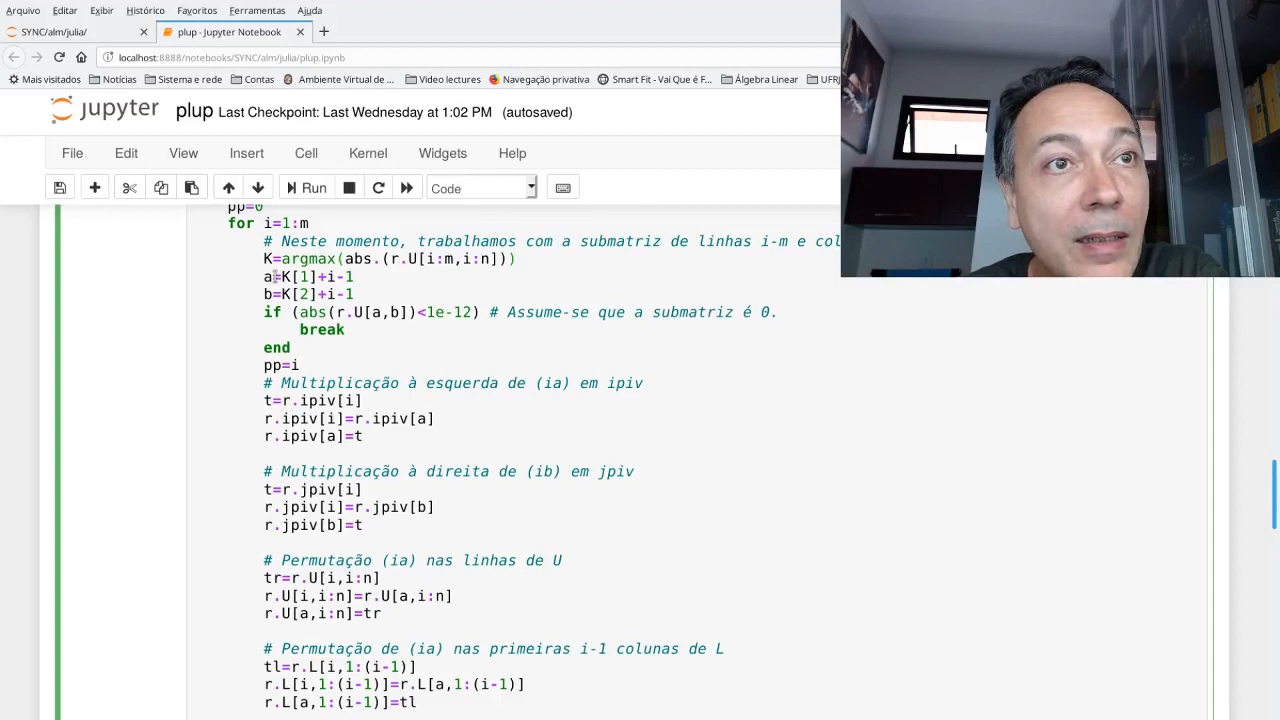 Arquivo Editar Exibir Histórico Favoritos Ferramentas Ajuda
SYNC/alm/julia/ plup - Jupyter Notebook
localhost:8888/notebooks/SYNC/alm/julia/plup.ipynb
Mais visitados Notícias Sistema e rede Contas Ambiente Virtual de ... Video lectures Navegação privativa Smart Fit - Vai Que é F... Álgebra Linear UFRJ
jupyter plup Last Checkpoint: Last Wednesday at 1:02 PM (autosaved)
File Edit View Insert Cell Kernel Widgets Help
Run Code
pp=0
for i=1:m
# Neste momento, trabalhamos com a submatriz de linhas i-m e col
K=argmax(abs.(r.U[i:m,i:n]))
a=K[1]+i-1
b=K[2]+i-1
if (abs(r.U[a,b])<1e-12) # Assume-se que a submatriz é 0.
break
end
pp=i
# Multiplicação à esquerda de (ia) em ipiv
t=r.ipiv[i]
r.ipiv[i]=r.ipiv[a]
r.ipiv[a]=t
# Multiplicação à direita de (ib) em jpiv
t=r.jpiv[i]
r.jpiv[i]=r.jpiv[b]
r.jpiv[b]=t
# Permutação (ia) nas linhas de U
tr=r.U[i,i:n]
r.U[i,i:n]=r.U[a,i:n]
r.U[a,i:n]=tr
# Permutação de (ia) nas primeiras i-1 colunas de L
tl=r.L[i,1:(i-1)]
r.L[i,1:(i-1)]=r.L[a,1:(i-1)]
r.L[a,1:(i-1)]=tl